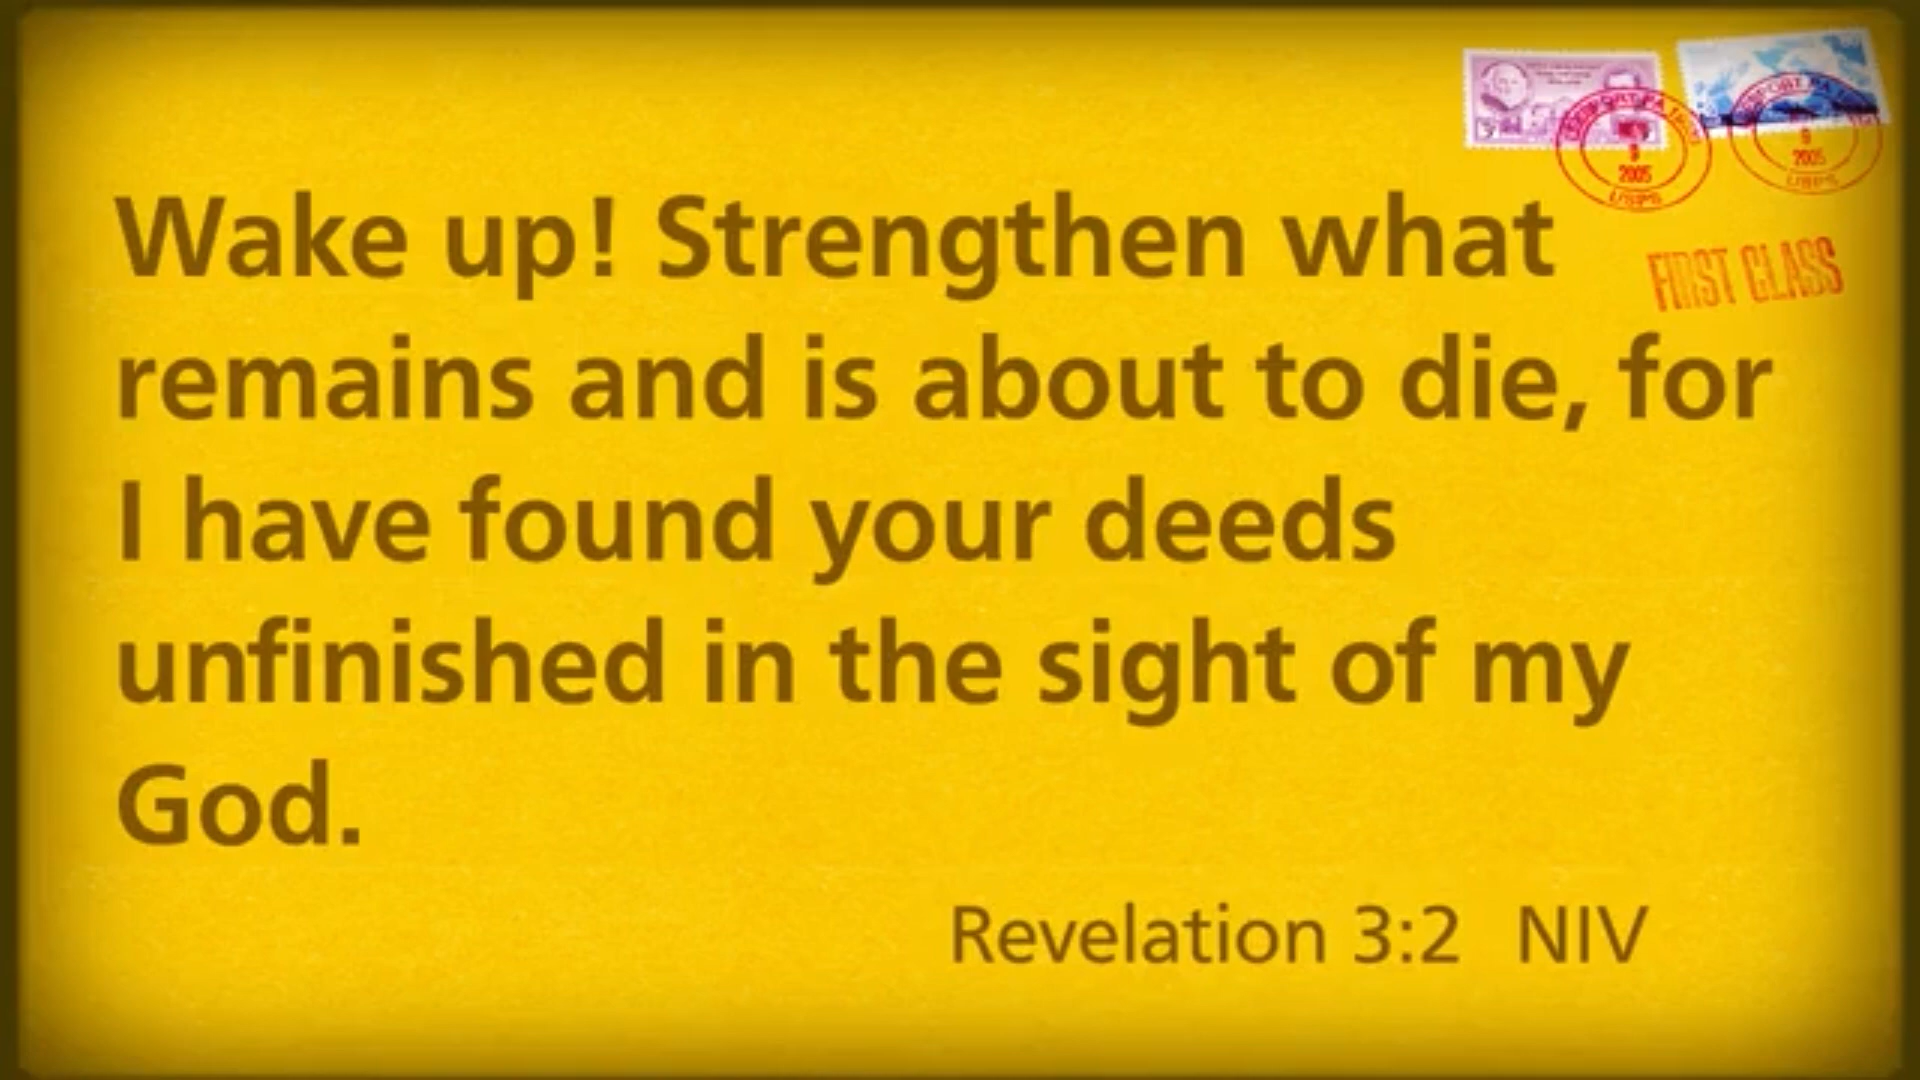 2005
USPS
2005
USPS
FIRST CLASS
Wake up! Strengthen what
remains and is about to die, for
I have found your deeds
unfinished in the sight of my
God.
Revelation 3:2 NIV